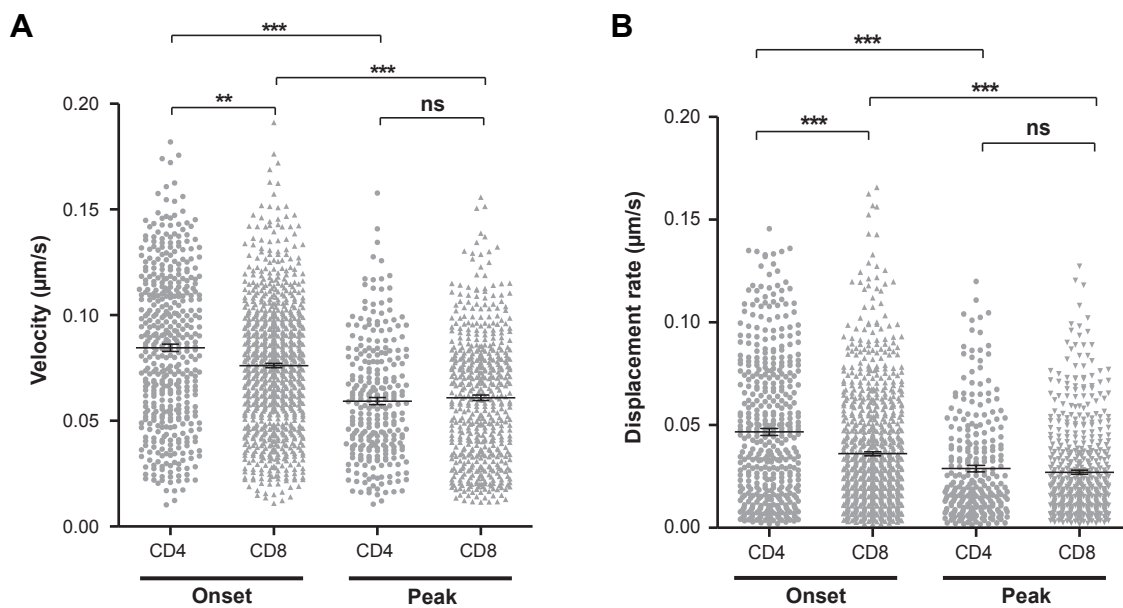 A
***
***
**
ns
Velocity (µm/s)
0.20
0.15
0.10
0.05
0.00
CD4
CD8
CD4
CD8
Onset
Peak
B
***
***
***
ns
Displacement rate (µm/s)
0.20
0.15
0.10
0.05
0.00
CD4
CD8
CD4
CD8
Onset
Peak